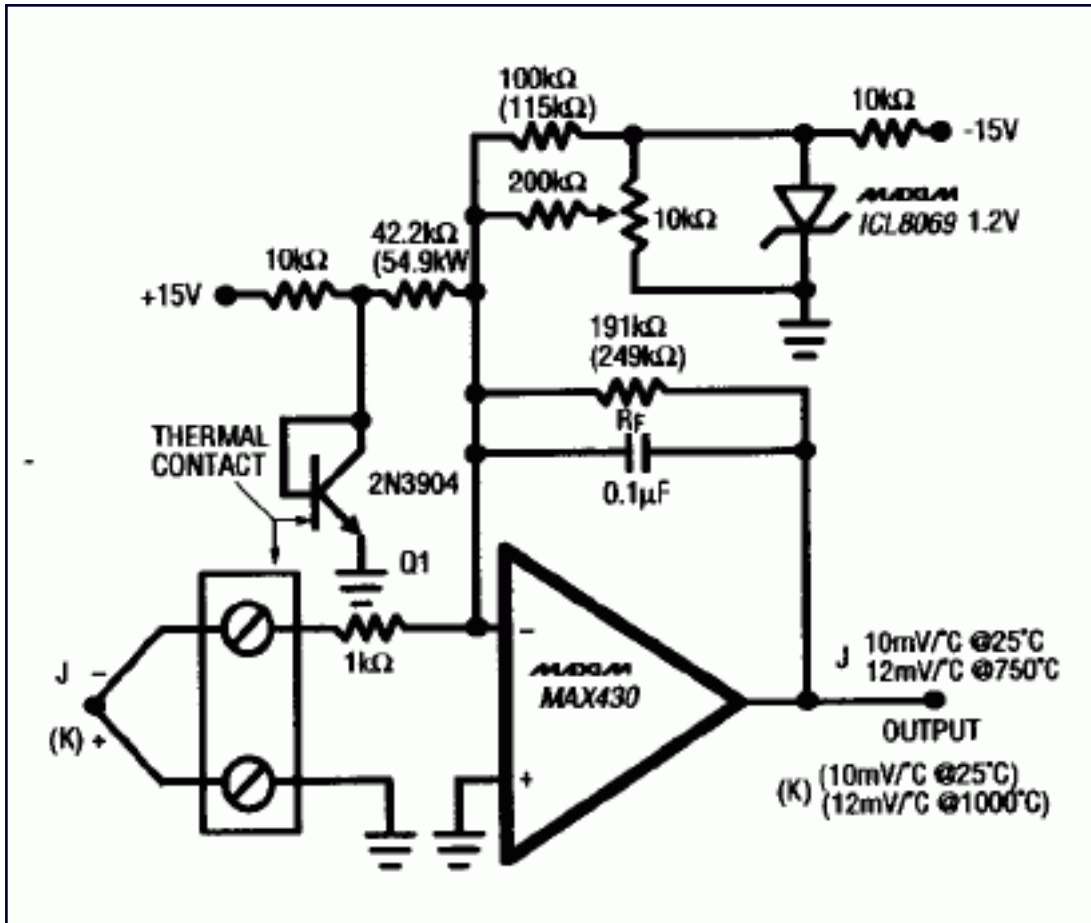 100kΩ
(115kΩ)
10kΩ
-15V
200kΩ
10kΩ
MAXIM
ICL8069 1.2V
42.2kΩ
(54.9kW
10kΩ
+15V
191kΩ
(249kΩ)
RF
0.1µF
THERMAL
CONTACT
2N3904
Q1
1kΩ
J -
(K) +
-
+
MAXIM
MAX430
J 10mV/°C @25°C
12mV/°C @750°C
OUTPUT
(K) (10mV/°C @25°C)
(12mV/°C @1000°C)